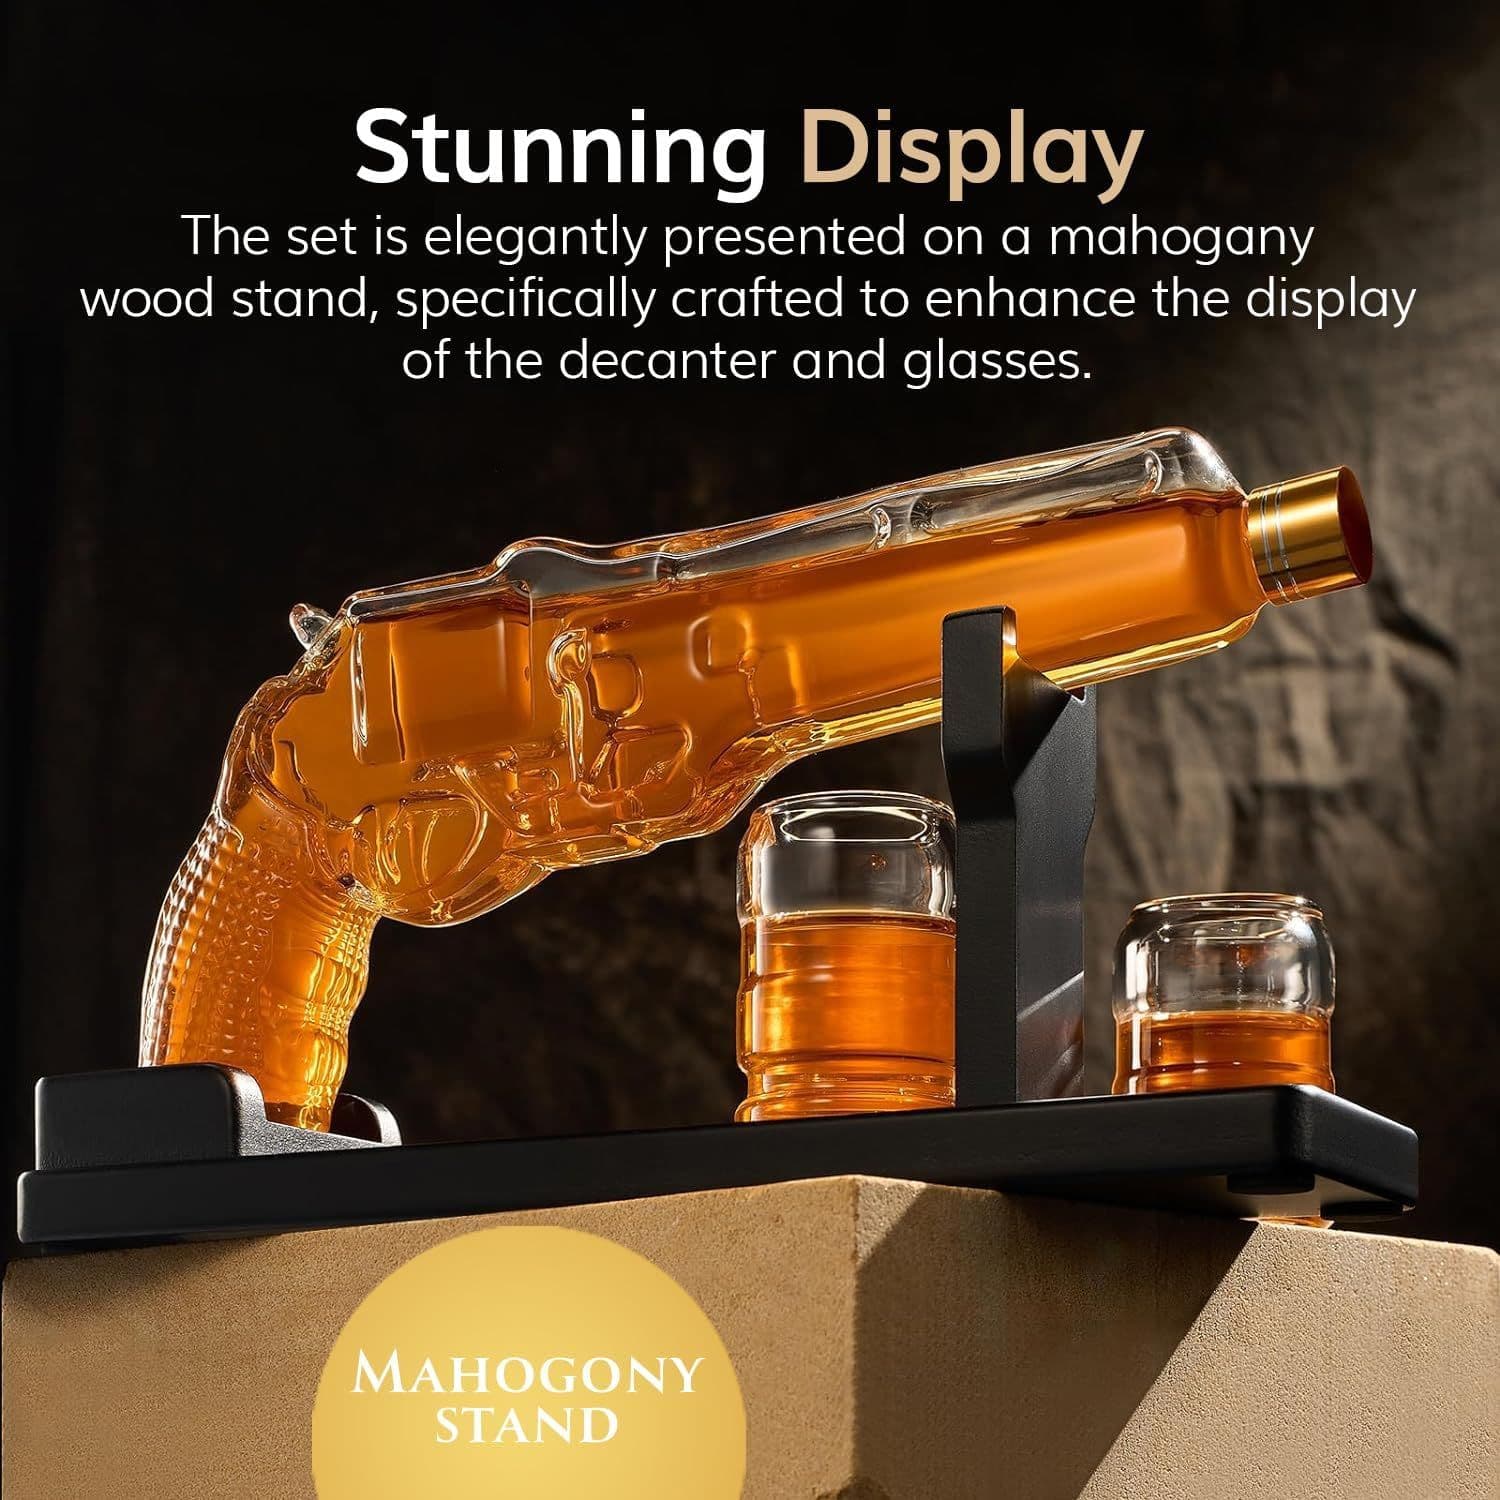 Stunning Display
The set is elegantly presented on a mahogany
wood stand, specifically crafted to enhance the display
of the decanter and glasses.
MAHOGONY
STAND